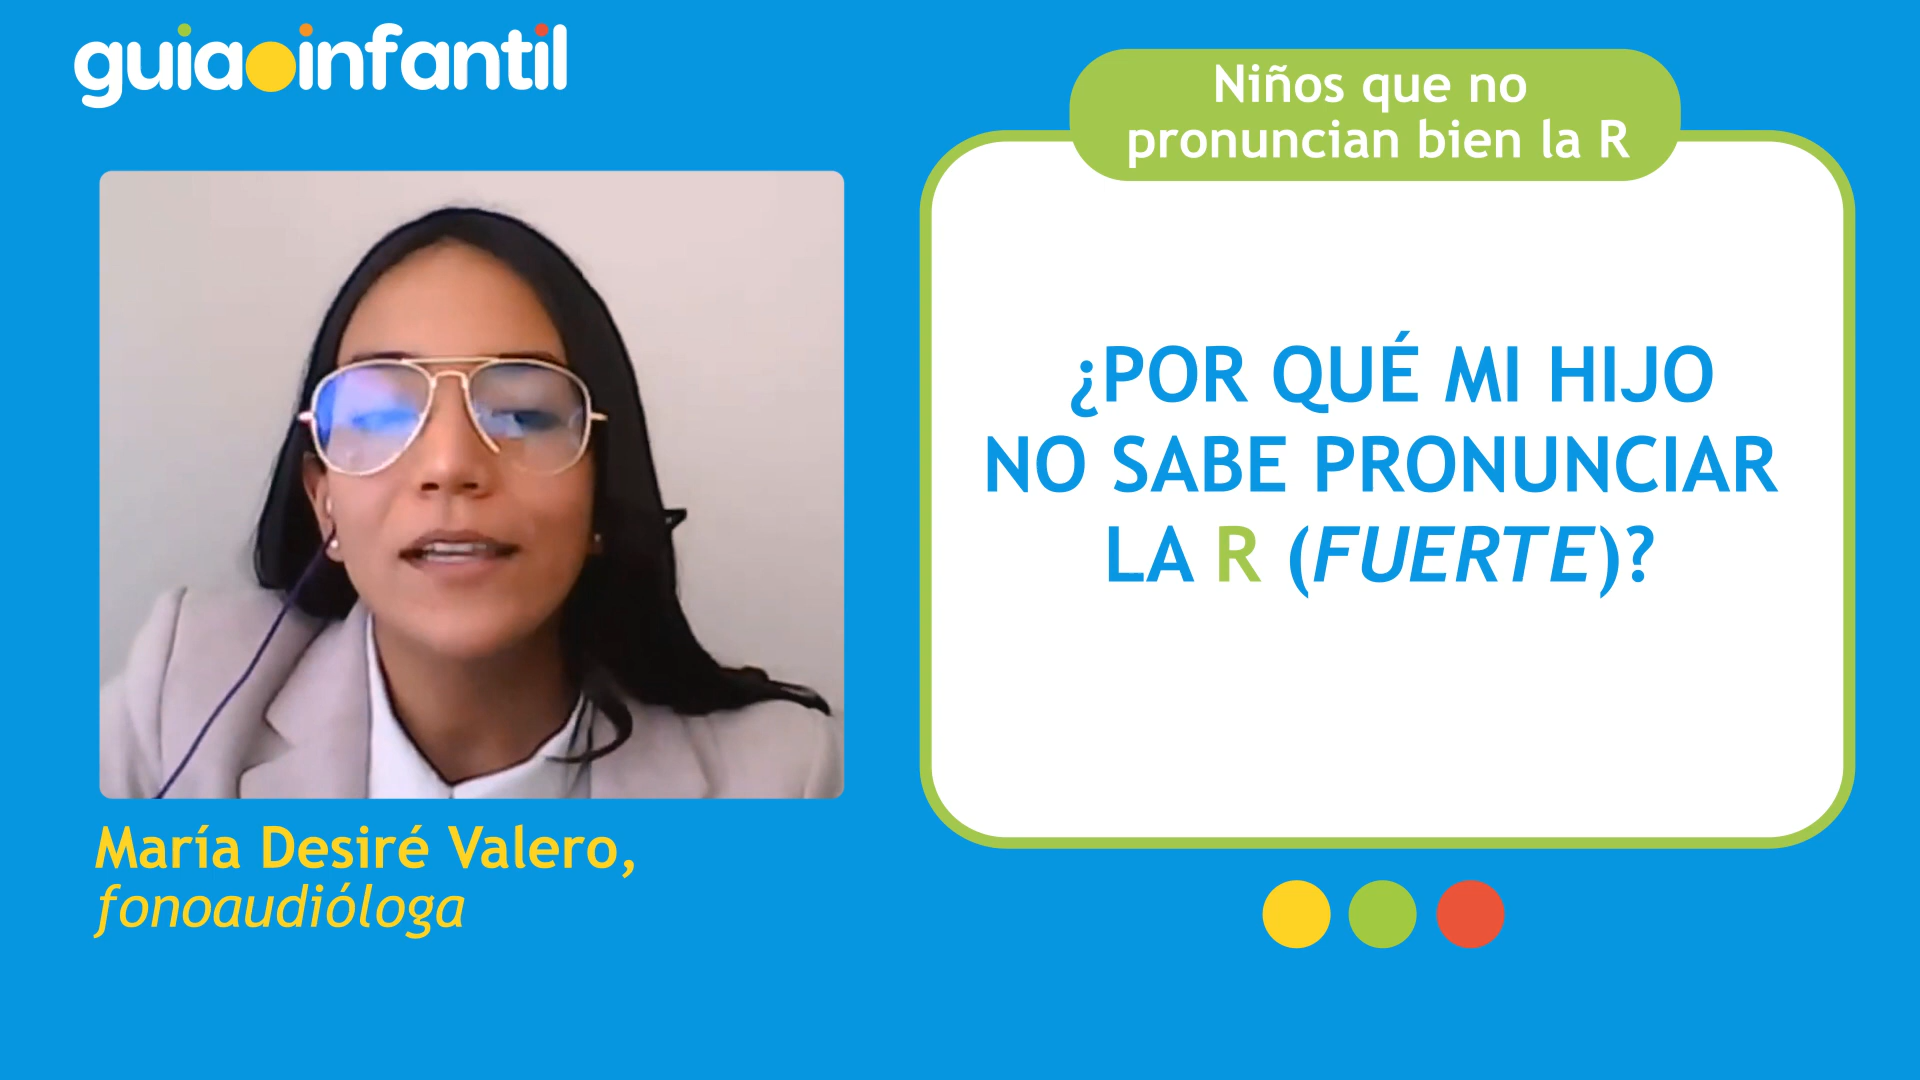 guiainfantil
Niños que no
pronuncian bien la R
¿POR QUÉ MI HIJO
NO SABE PRONUNCIAR
LA R (FUERTE)?
María Desiré Valero,
fonoaudióloga